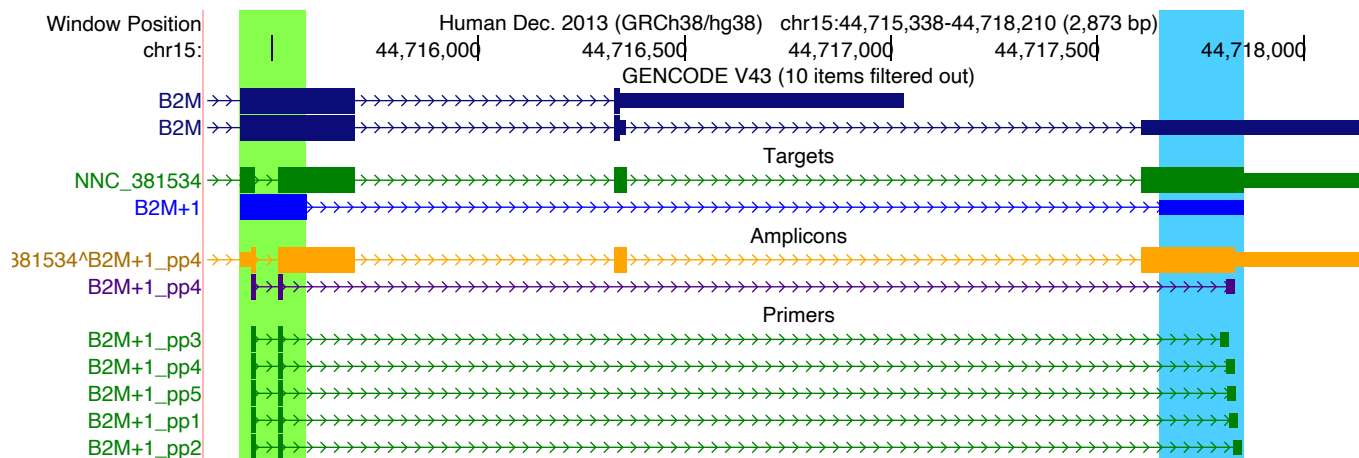 Window Position Human Dec. 2013 (GRCh38/hg38) chr15:44,715,338-44,718,210 (2,873 bp)
chr15: 44,716,000 44,716,500 44,717,000 44,717,500 44,718,000
GENCODE V43 (10 items filtered out)
B2M
B2M
Targets
NNC_381534
B2M+1
Amplicons
381534^B2M+1_pp4
B2M+1_pp4
Primers
B2M+1_pp3
B2M+1_pp4
B2M+1_pp5
B2M+1_pp1
B2M+1_pp2